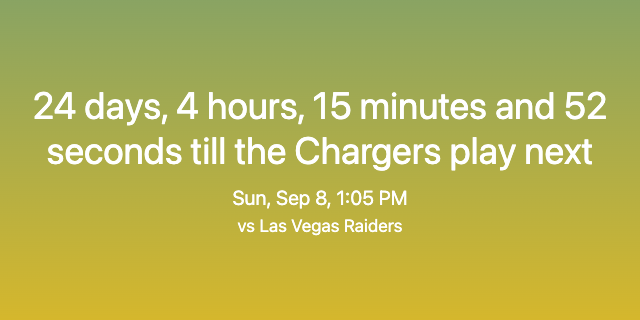 24 days, 4 hours, 15 minutes and 52
seconds till the Chargers play next
Sun, Sep 8, 1:05 PM
vs Las Vegas Raiders